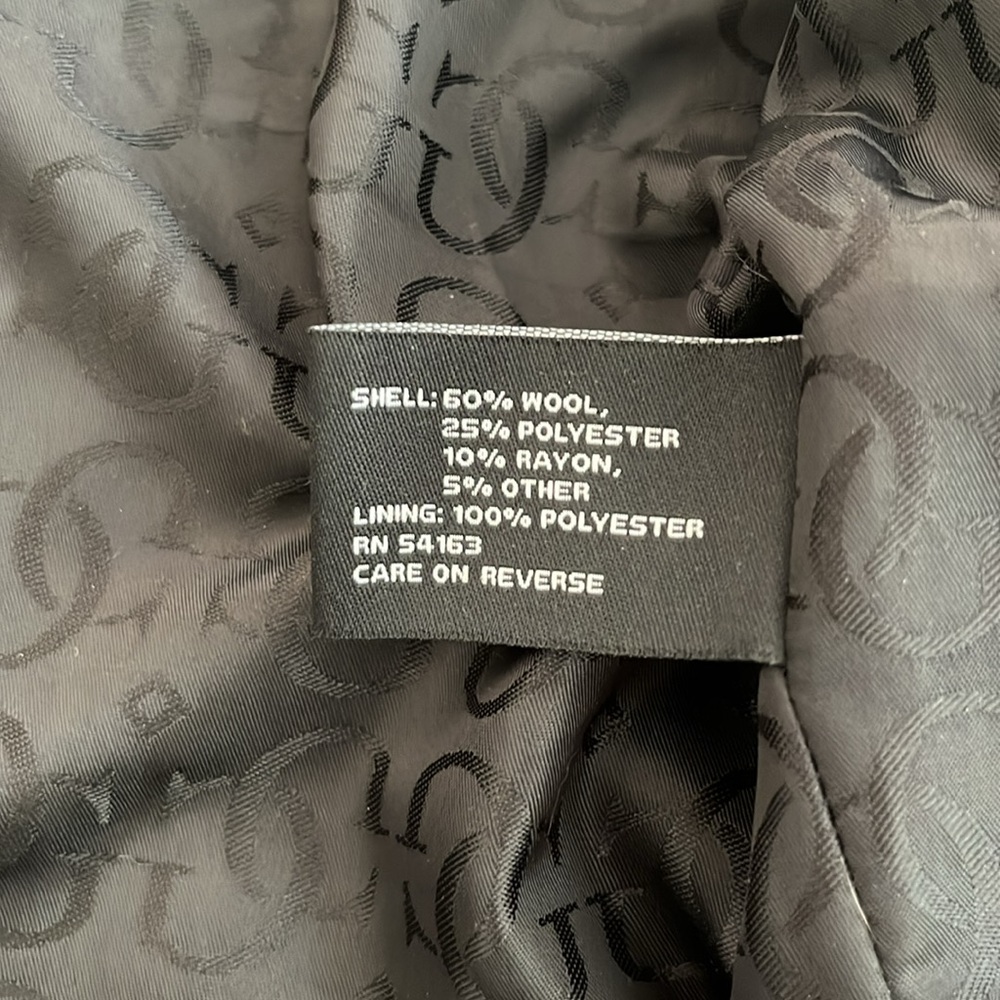 SHELL: 60% WOOL,
25% POLYESTER
10% RAYON,
5% OTHER
LINING: 100% POLYESTER
RN 54163
CARE ON REVERSE